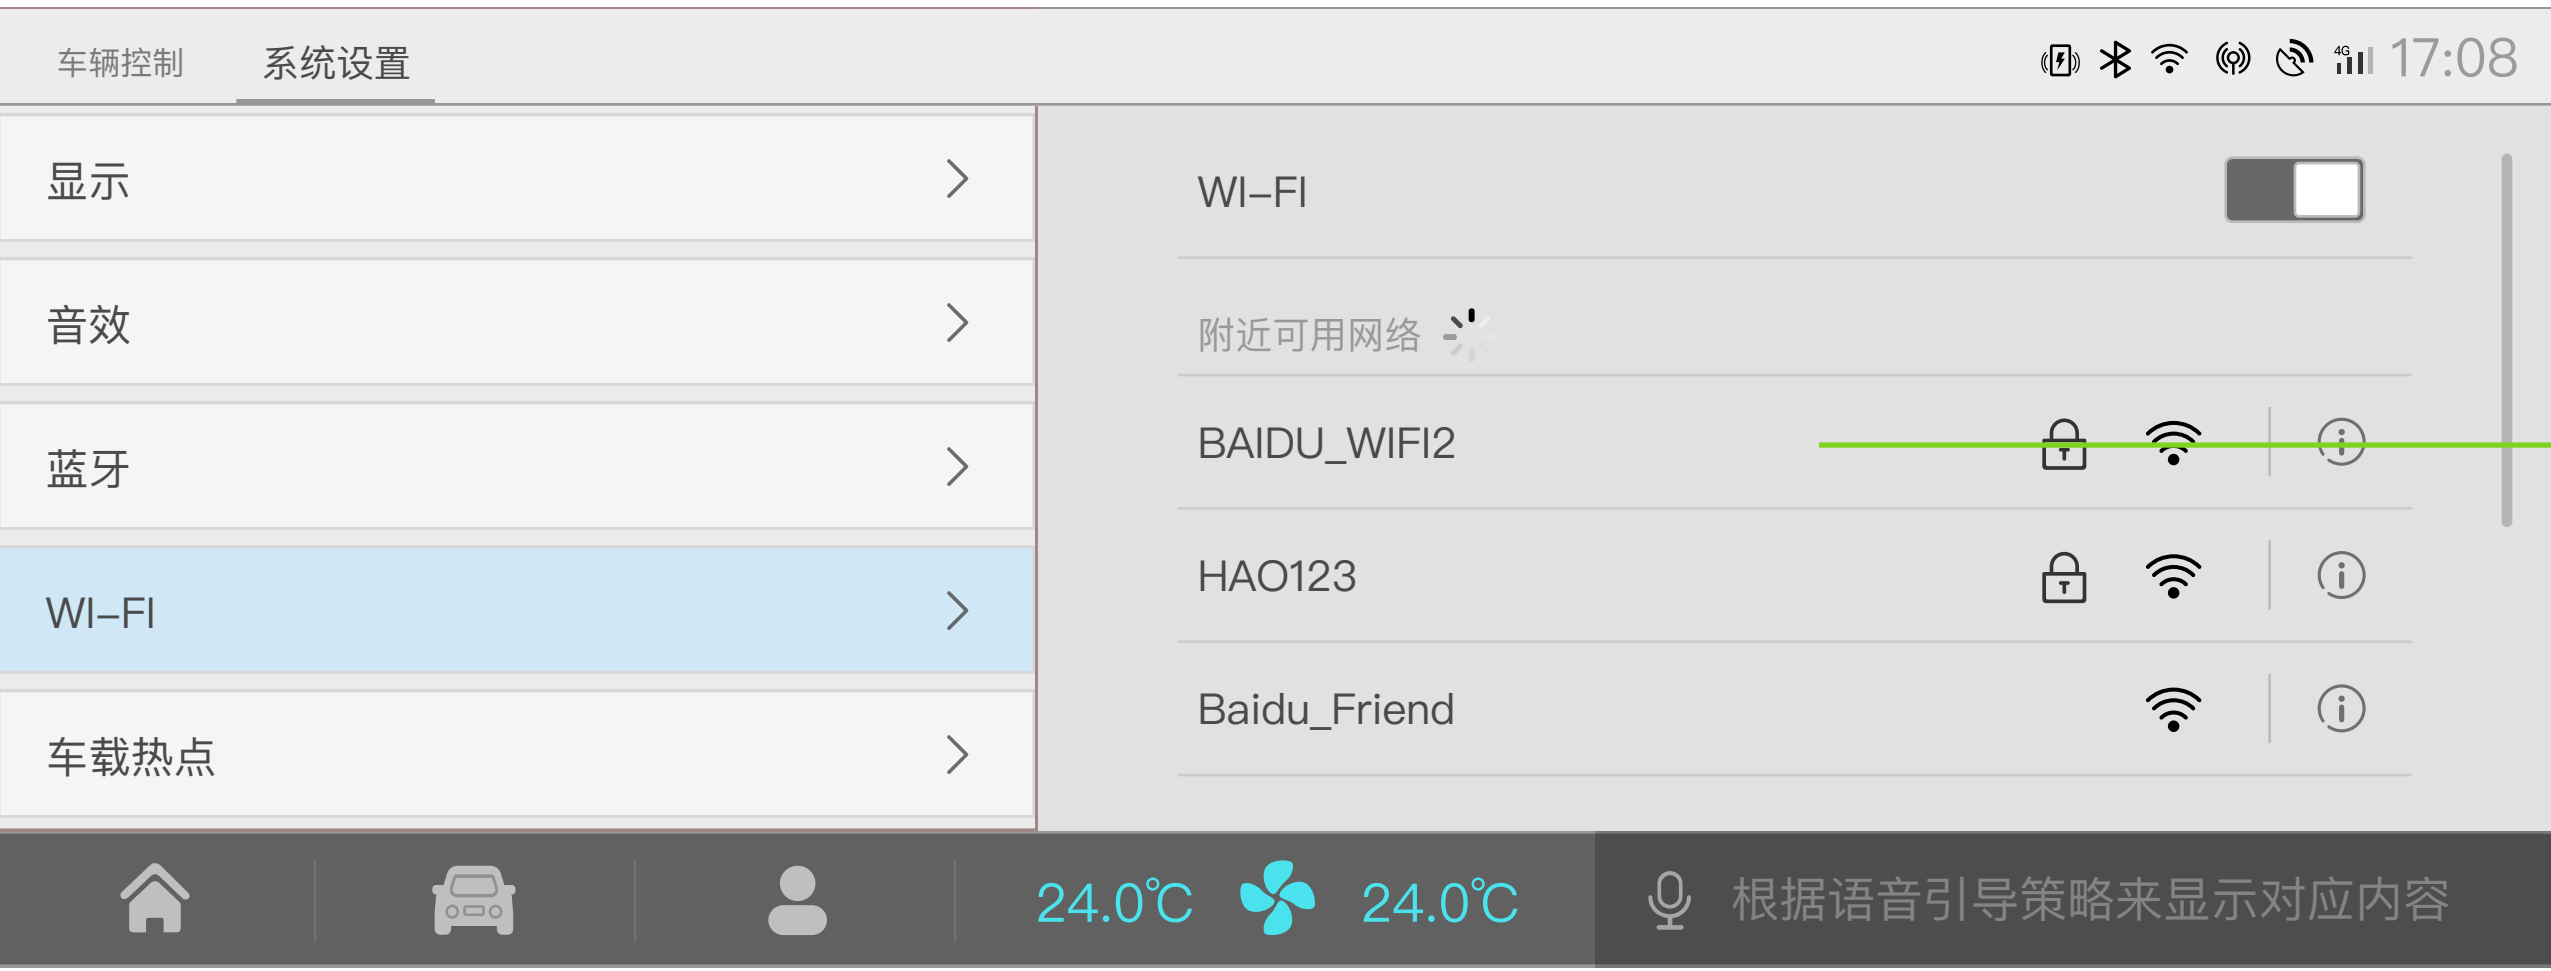 车辆控制 系统设置 4G 17:08
显示
音效
蓝牙
WI-FI
车载热点
WI-FI
附近可用网络
BAIDU_WIFI2
HAO123
Baidu_Friend
24.0℃ 24.0℃ 根据语音引导策略来显示对应内容